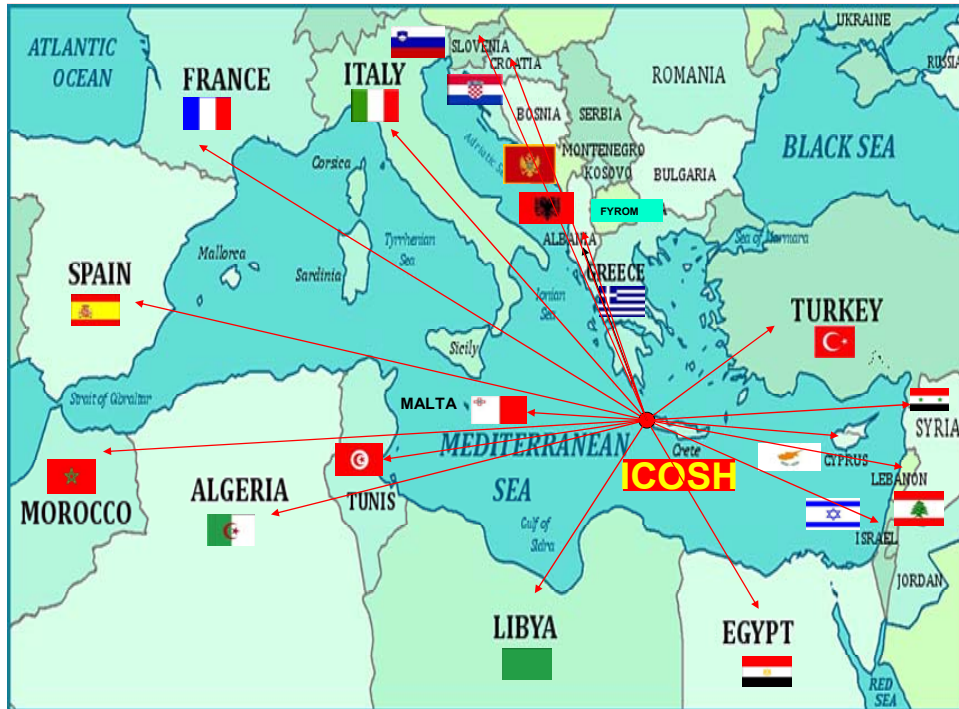 ATLANTIC
OCEAN
FRANCE
ITALY
SLOVENIA
CROATIA
UKRAINE
RUSSIA
ROMANIA
BOSNIA
SERBIA
BLACK SEA
Adriatic
MONTENEGRO
KOSOVO
BULGARIA
Corsica
FYROM
ALBANIA
Sea of Marmara
Mallorca
Tyrrhenian
Sea
Sardinia
GREECE
Ionian
Sea
SPAIN
TURKEY
Sicily
Strait of Gibraltar
MALTA
MEDITERRANEAN
SEA
Crete
CYPRUS
SYRIA
LEBANON
ICOSH
MOROCCO
ALGERIA
TUNIS
Gulf of
Sidra
ISRAEL
JORDAN
LIBYA
EGYPT
RED
SEA